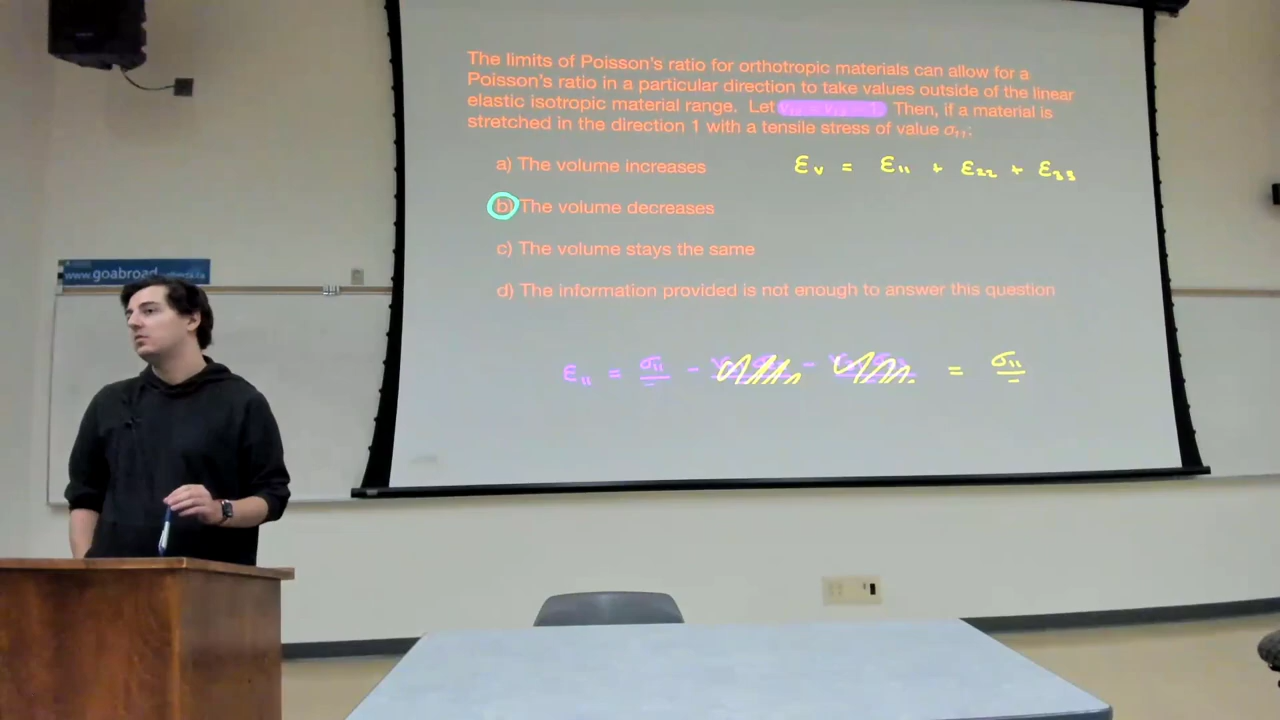 The limits of Poisson's ratio for orthotropic materials can allow for a
Poisson's ratio in a particular direction to take values outside of the linear
elastic isotropic material range. Let ν₁₂ = ν₁₃ = 1. Then, if a material is
stretched in the direction 1 with a tensile stress of value σ₁₁:
a) The volume increases
εᵥ = ε₁₁ + ε₂₂ + ε₃₃
b) The volume decreases
c) The volume stays the same
d) The information provided is not enough to answer this question
ε₁₁ = σ₁₁ - - = σ₁₁
www.goabroad